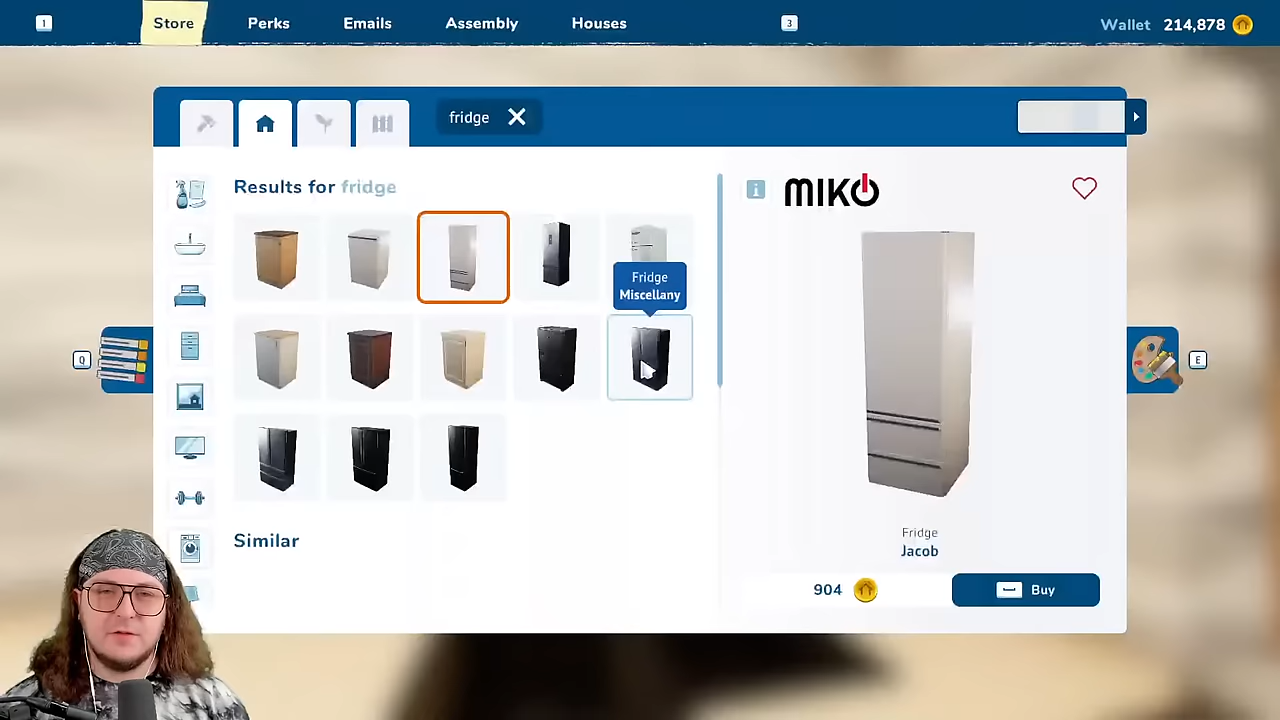 1
Store
Perks
Emails
Assembly
Houses
3
Wallet 214,878
fridge
Results for fridge
MIKO
Fridge
Miscellany
Q
E
Fridge
Jacob
Similar
904
Buy